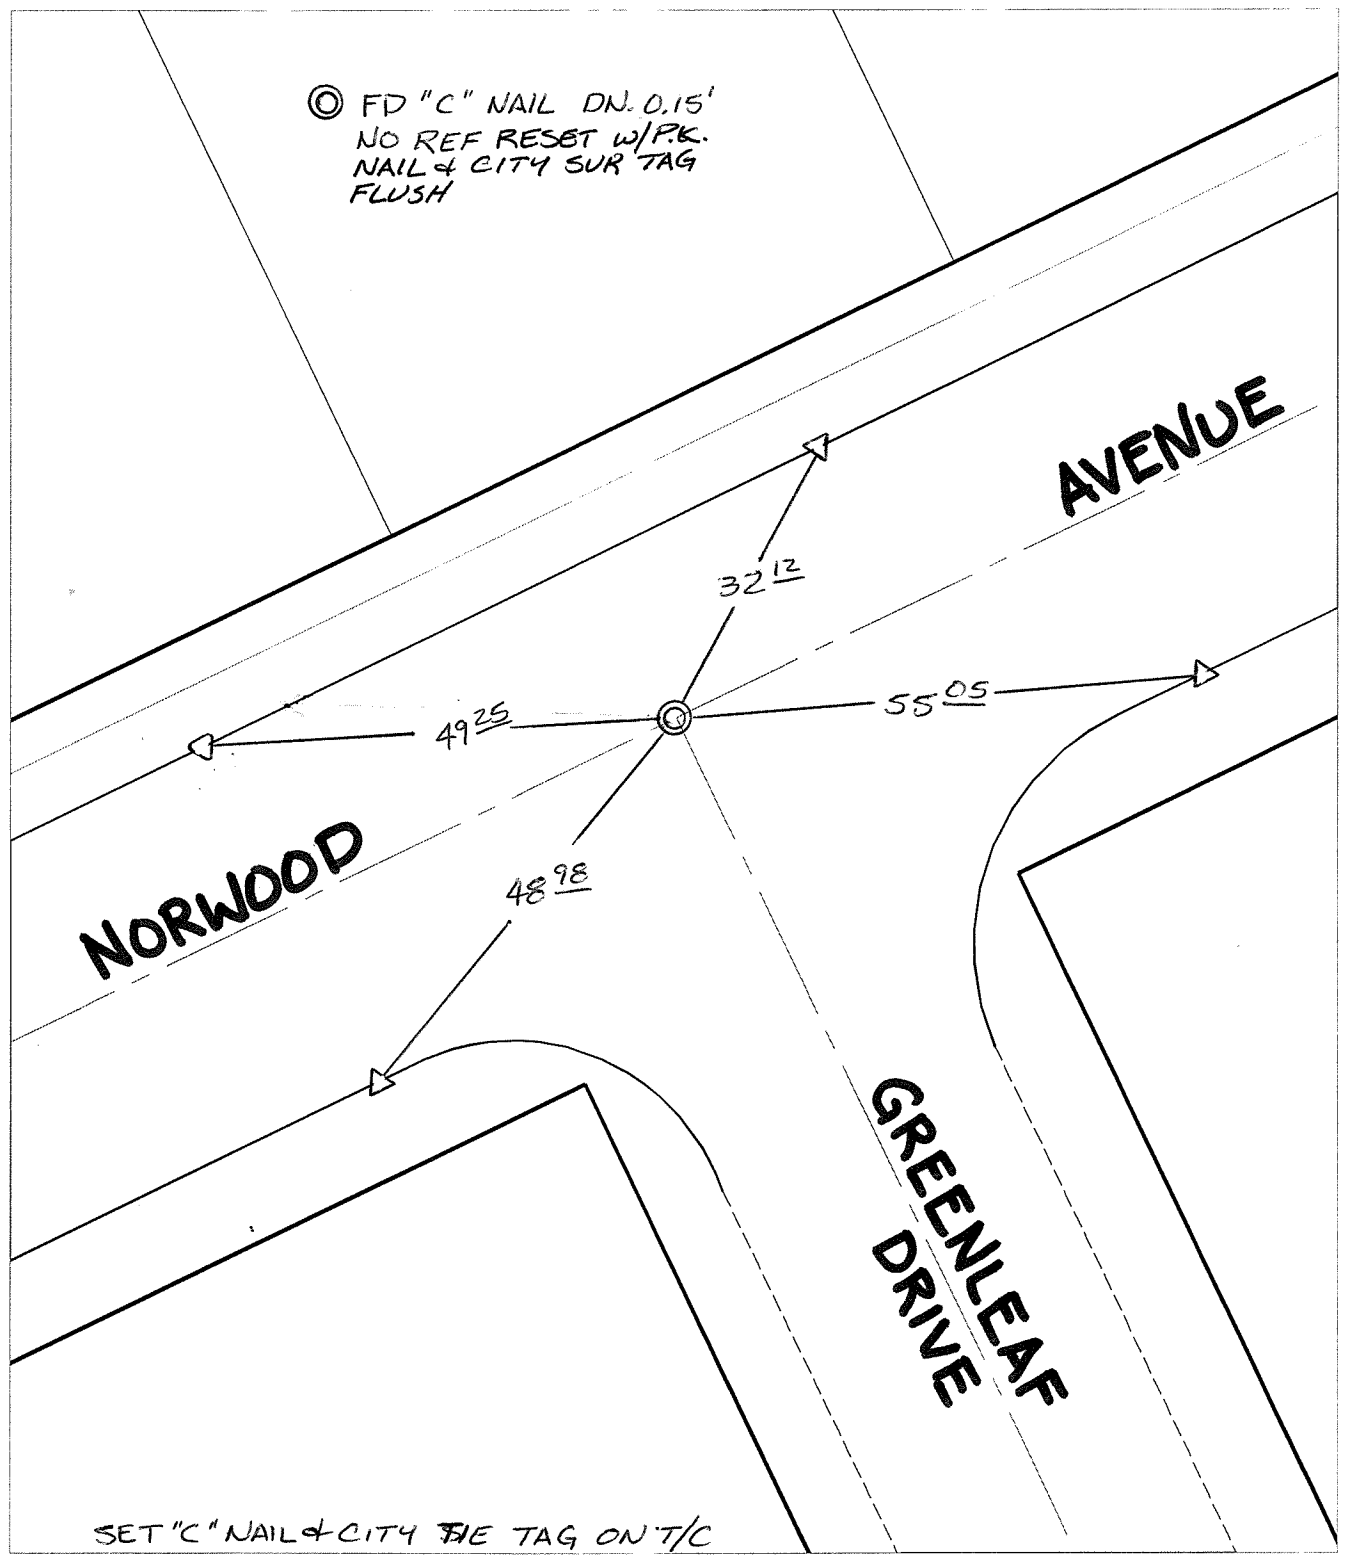 FD "C" NAIL DN. 0.15'
NO REF RESET W/P.K.
NAIL & CITY SUR TAG
FLUSH
AVENUE
32 12
55 05
49 25
NORWOOD
48 98
GREENLEAF
DRIVE
SET "C" NAIL & CITY TIE TAG ON T/C